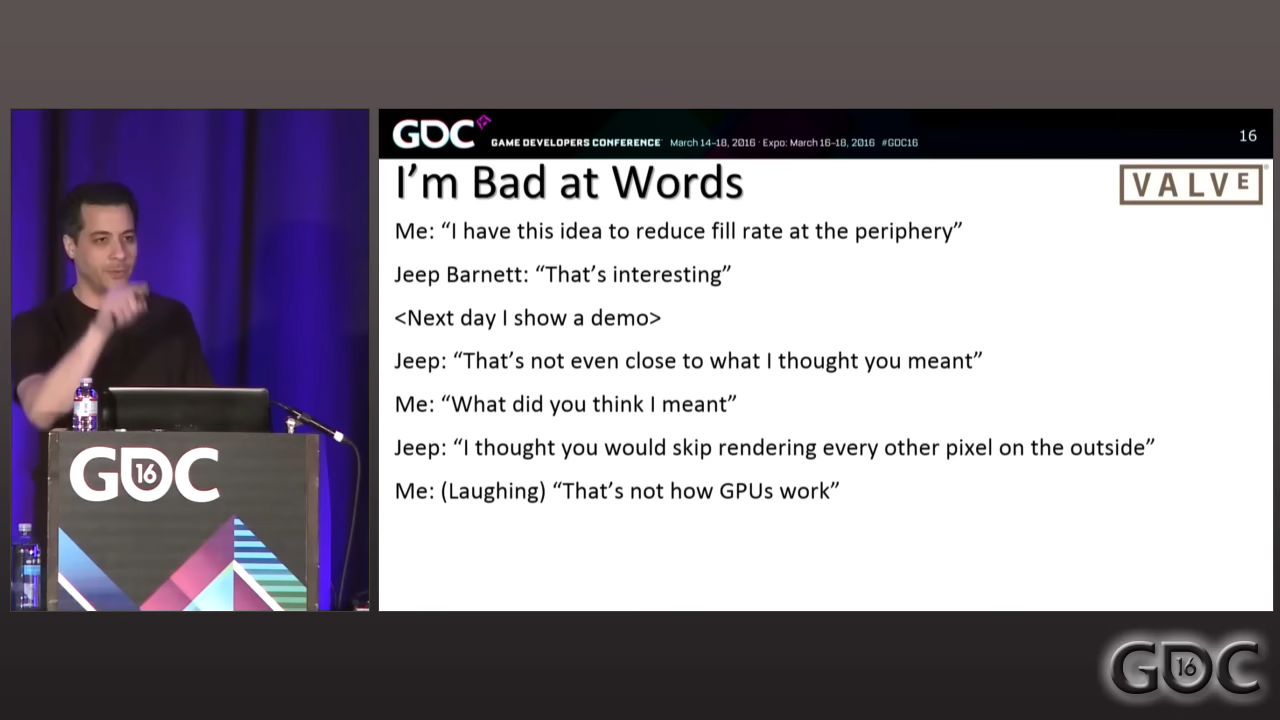 GDC
GAME DEVELOPERS CONFERENCE March 14-18, 2016 · Expo: March 16-18, 2016 #GDC16
16
I'm Bad at Words
VALVE
Me: “I have this idea to reduce fill rate at the periphery”
Jeep Barnett: “That’s interesting”
<Next day I show a demo>
Jeep: “That’s not even close to what I thought you meant”
Me: “What did you think I meant”
Jeep: “I thought you would skip rendering every other pixel on the outside”
Me: (Laughing) “That’s not how GPUs work”
GDC
16
GDC
16